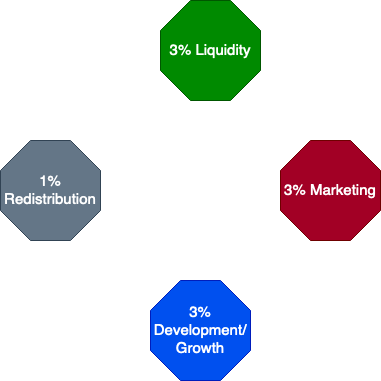 3% Liquidity
1%
Redistribution
3% Marketing
3%
Development/
Growth